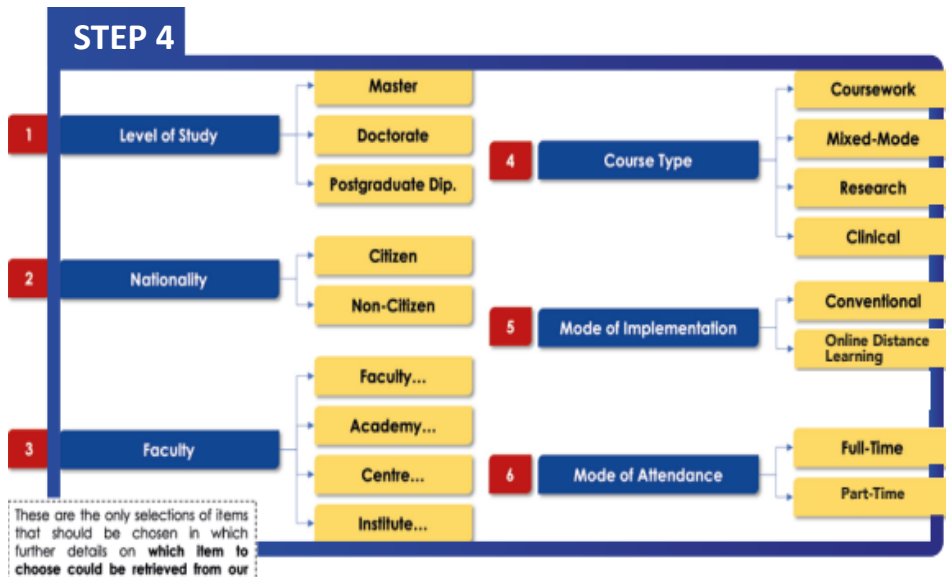 STEP 4
1
Level of Study
Master
Doctorate
Postgraduate Dip.
2
Nationality
Citizen
Non-Citizen
3
Faculty
Faculty...
Academy...
Centre...
Institute...
These are the only selections of items
that should be chosen in which
further details on which item to
choose could be retrieved from our
4
Course Type
Coursework
Mixed-Mode
Research
Clinical
5
Mode of Implementation
Conventional
Online Distance
Learning
6
Mode of Attendance
Full-Time
Part-Time